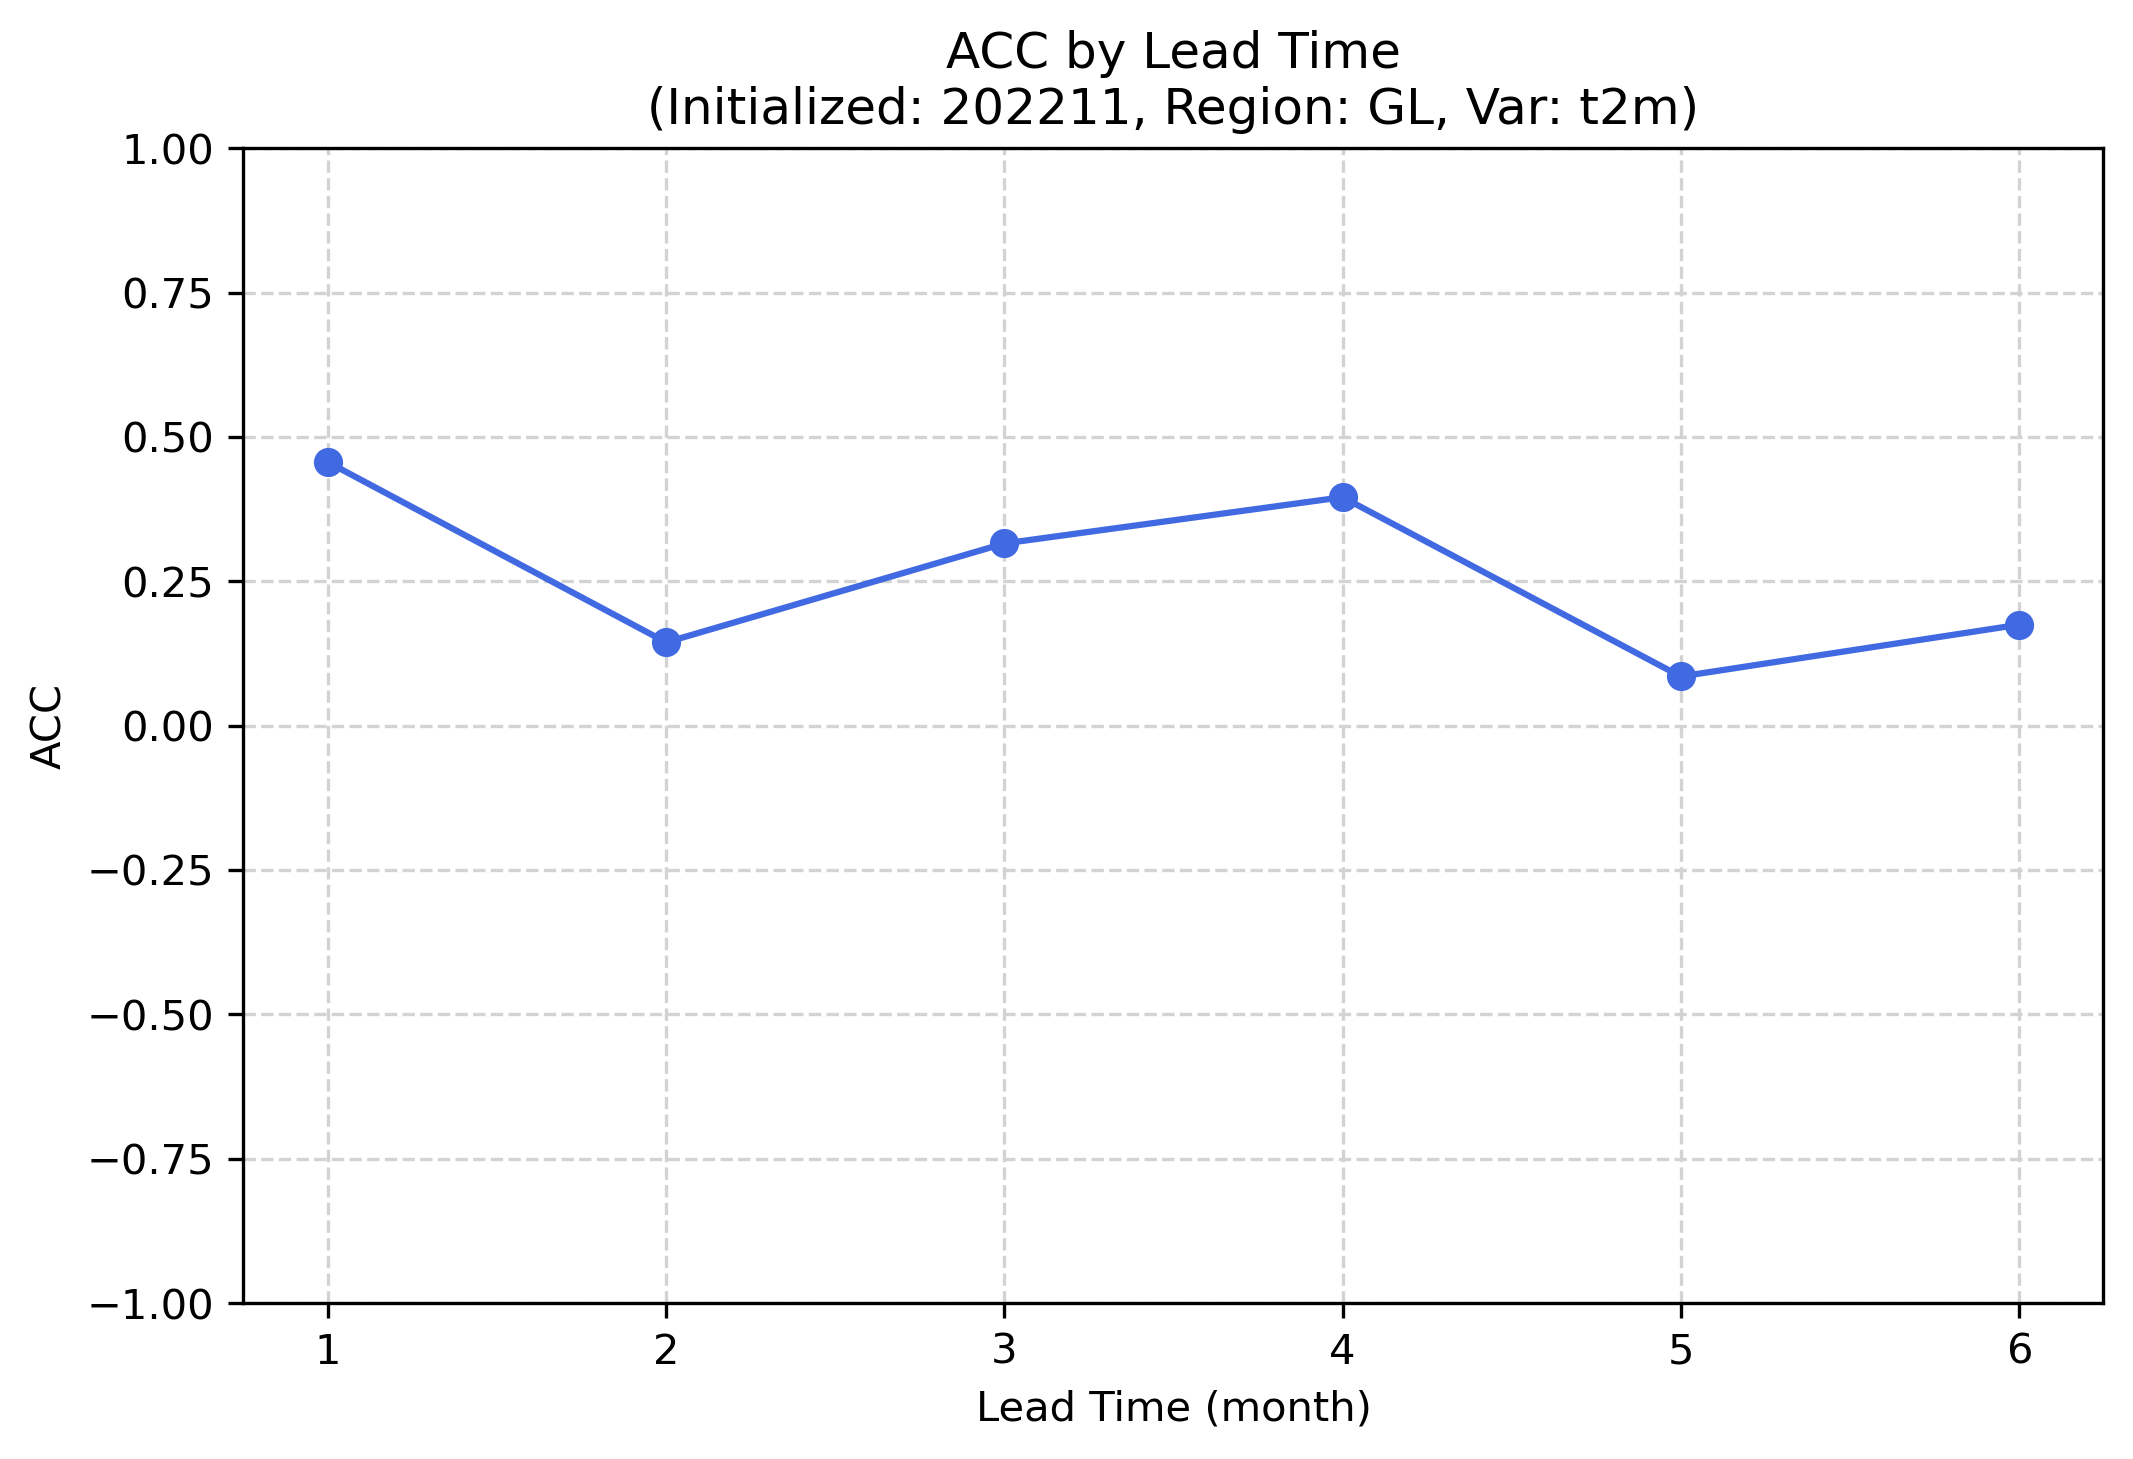 ACC by Lead Time
(Initialized: 202211, Region: GL, Var: t2m)
1.00
0.75
0.50
0.25
0.00
−0.25
−0.50
−0.75
−1.00
ACC
1 2 3 4 5 6
Lead Time (month)